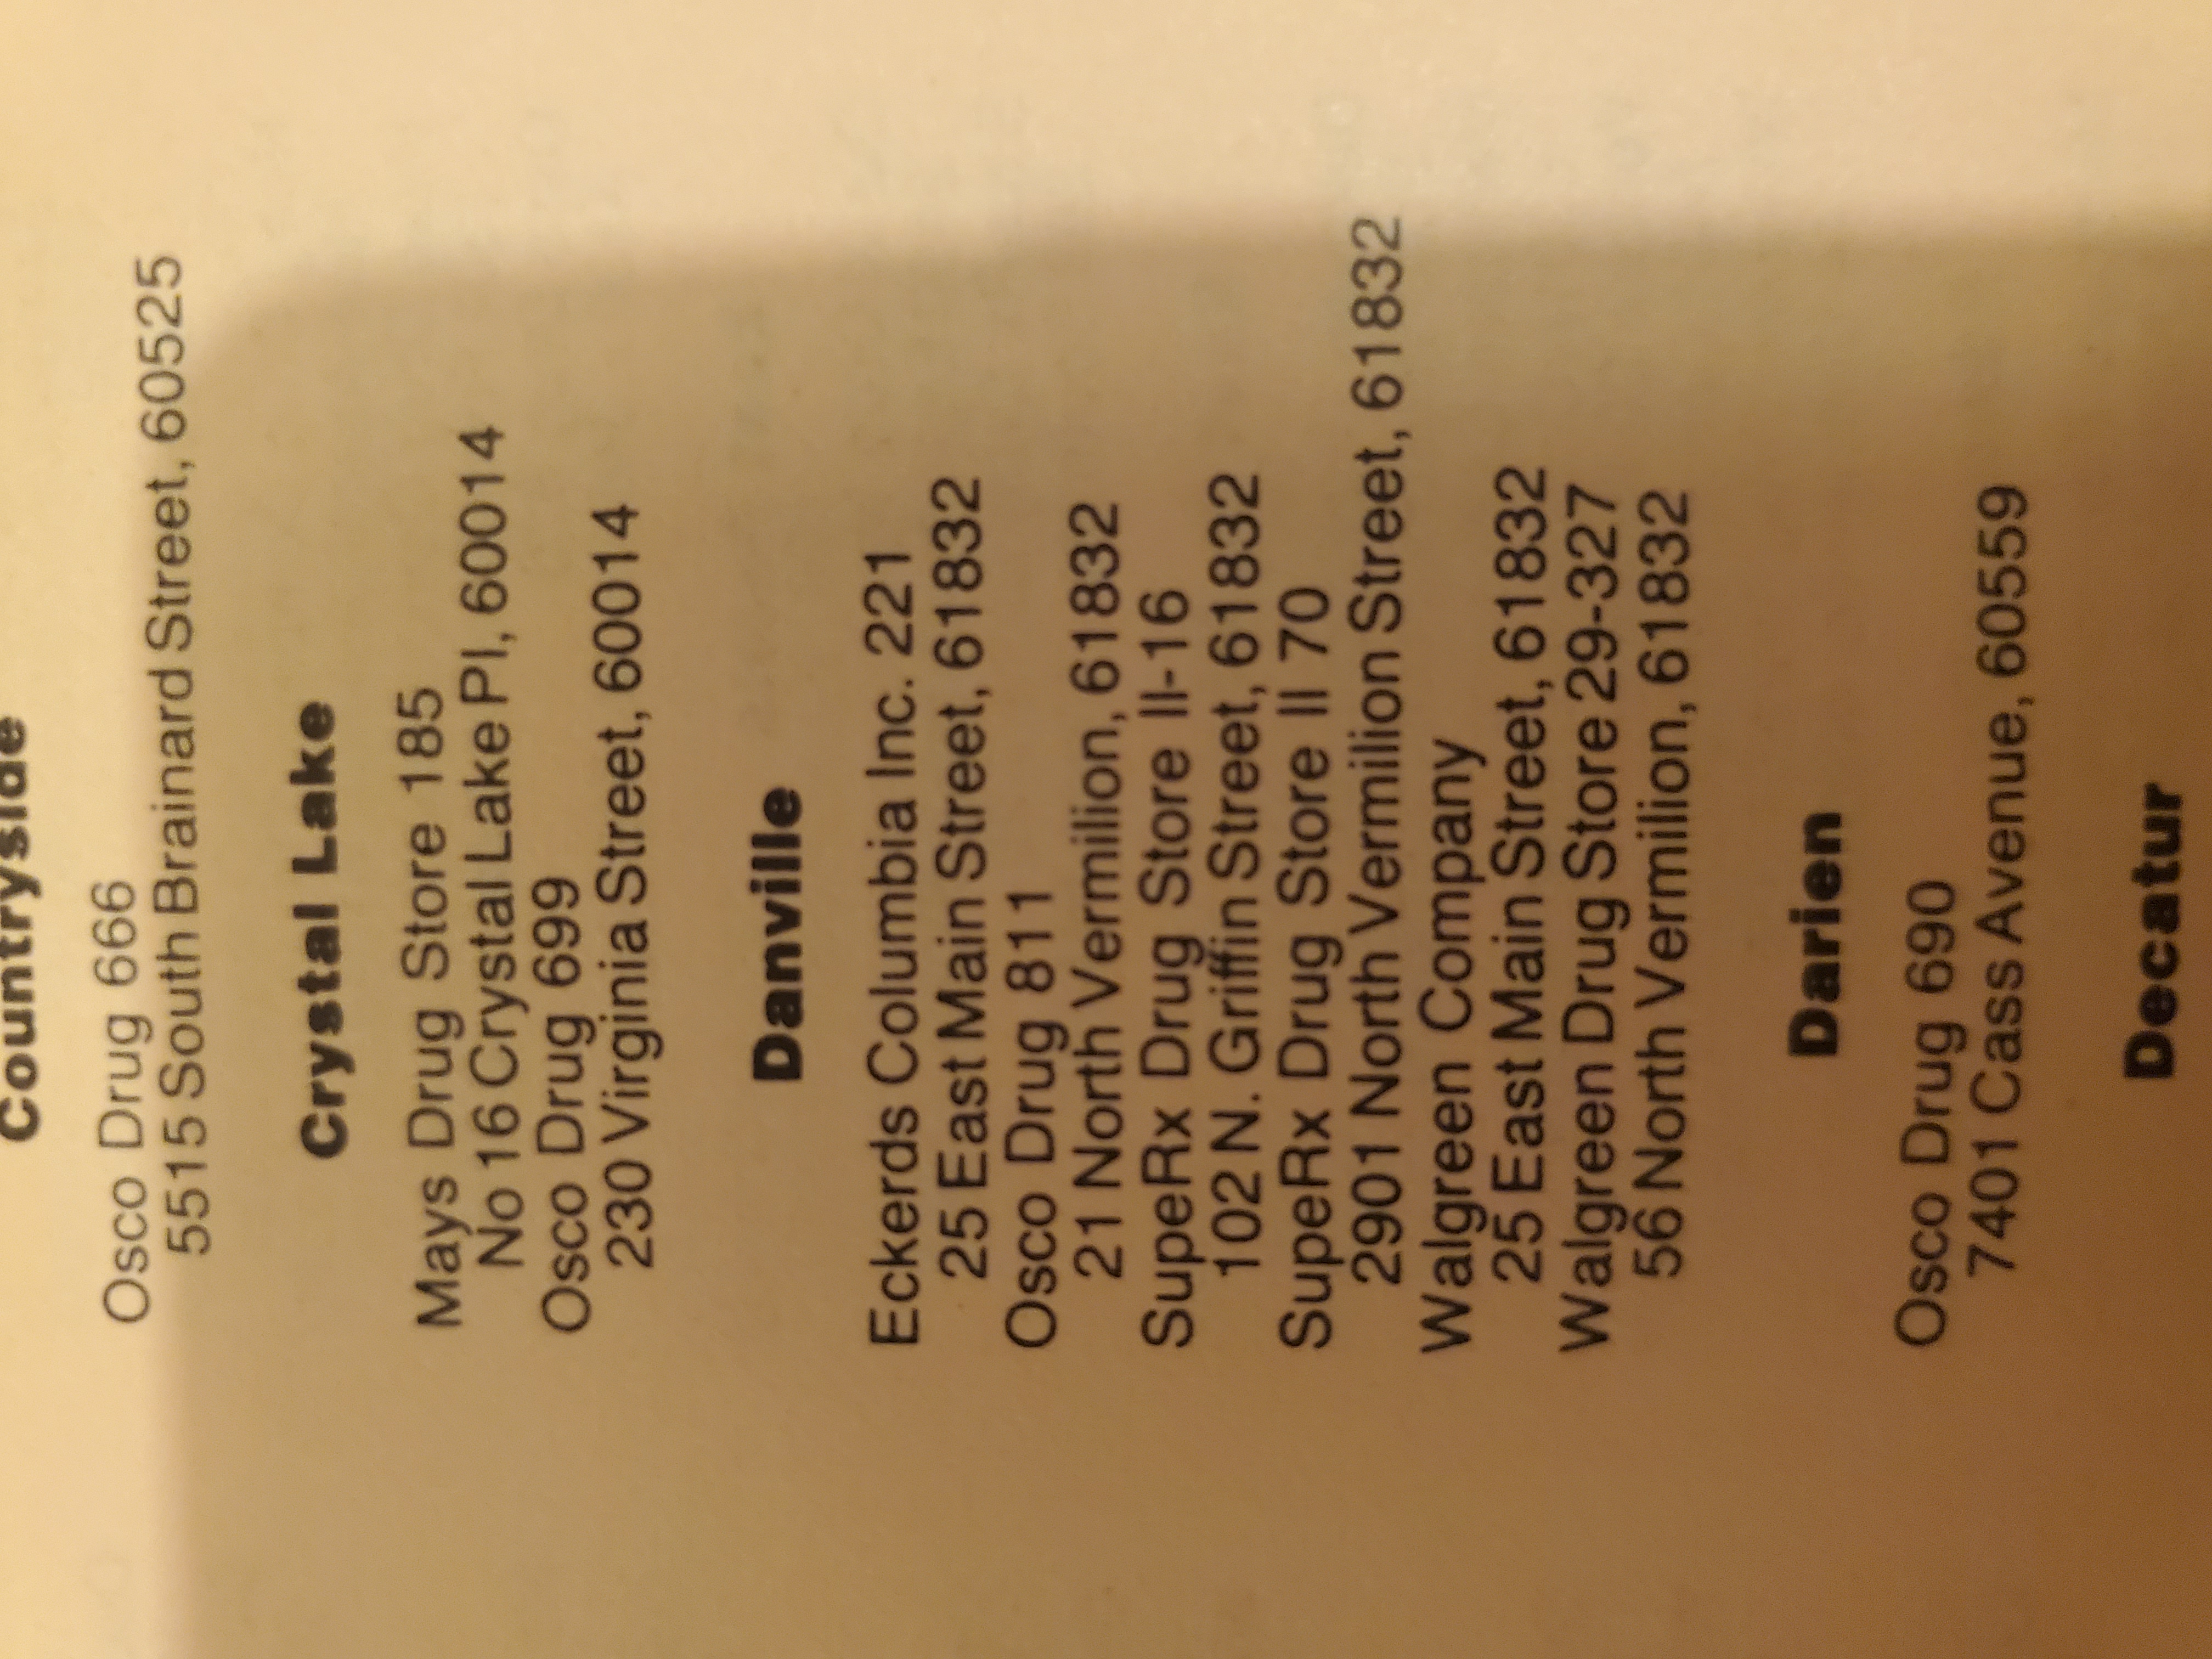 Countryside
Osco Drug 666
5515 South Brainard Street, 60525
Crystal Lake
Mays Drug Store 185
No 16 Crystal Lake Pl, 60014
Osco Drug 699
230 Virginia Street, 60014
Danville
Eckerds Columbia Inc. 221
25 East Main Street, 61832
Osco Drug 811
21 North Vermilion, 61832
SupeRx Drug Store II-16
102 N. Griffin Street, 61832
SupeRx Drug Store II 70
2901 North Vermilion Street, 61832
Walgreen Company
25 East Main Street, 61832
Walgreen Drug Store 29-327
56 North Vermilion, 61832
Darien
Osco Drug 690
7401 Cass Avenue, 60559
Decatur